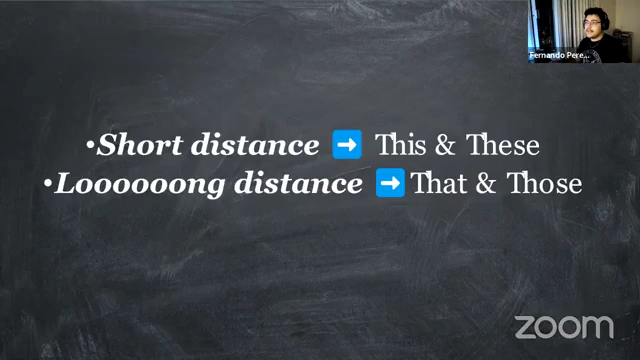 Fernando Pere...
•Short distance ➡ This & These
•Loooooong distance ➡ That & Those
zoom